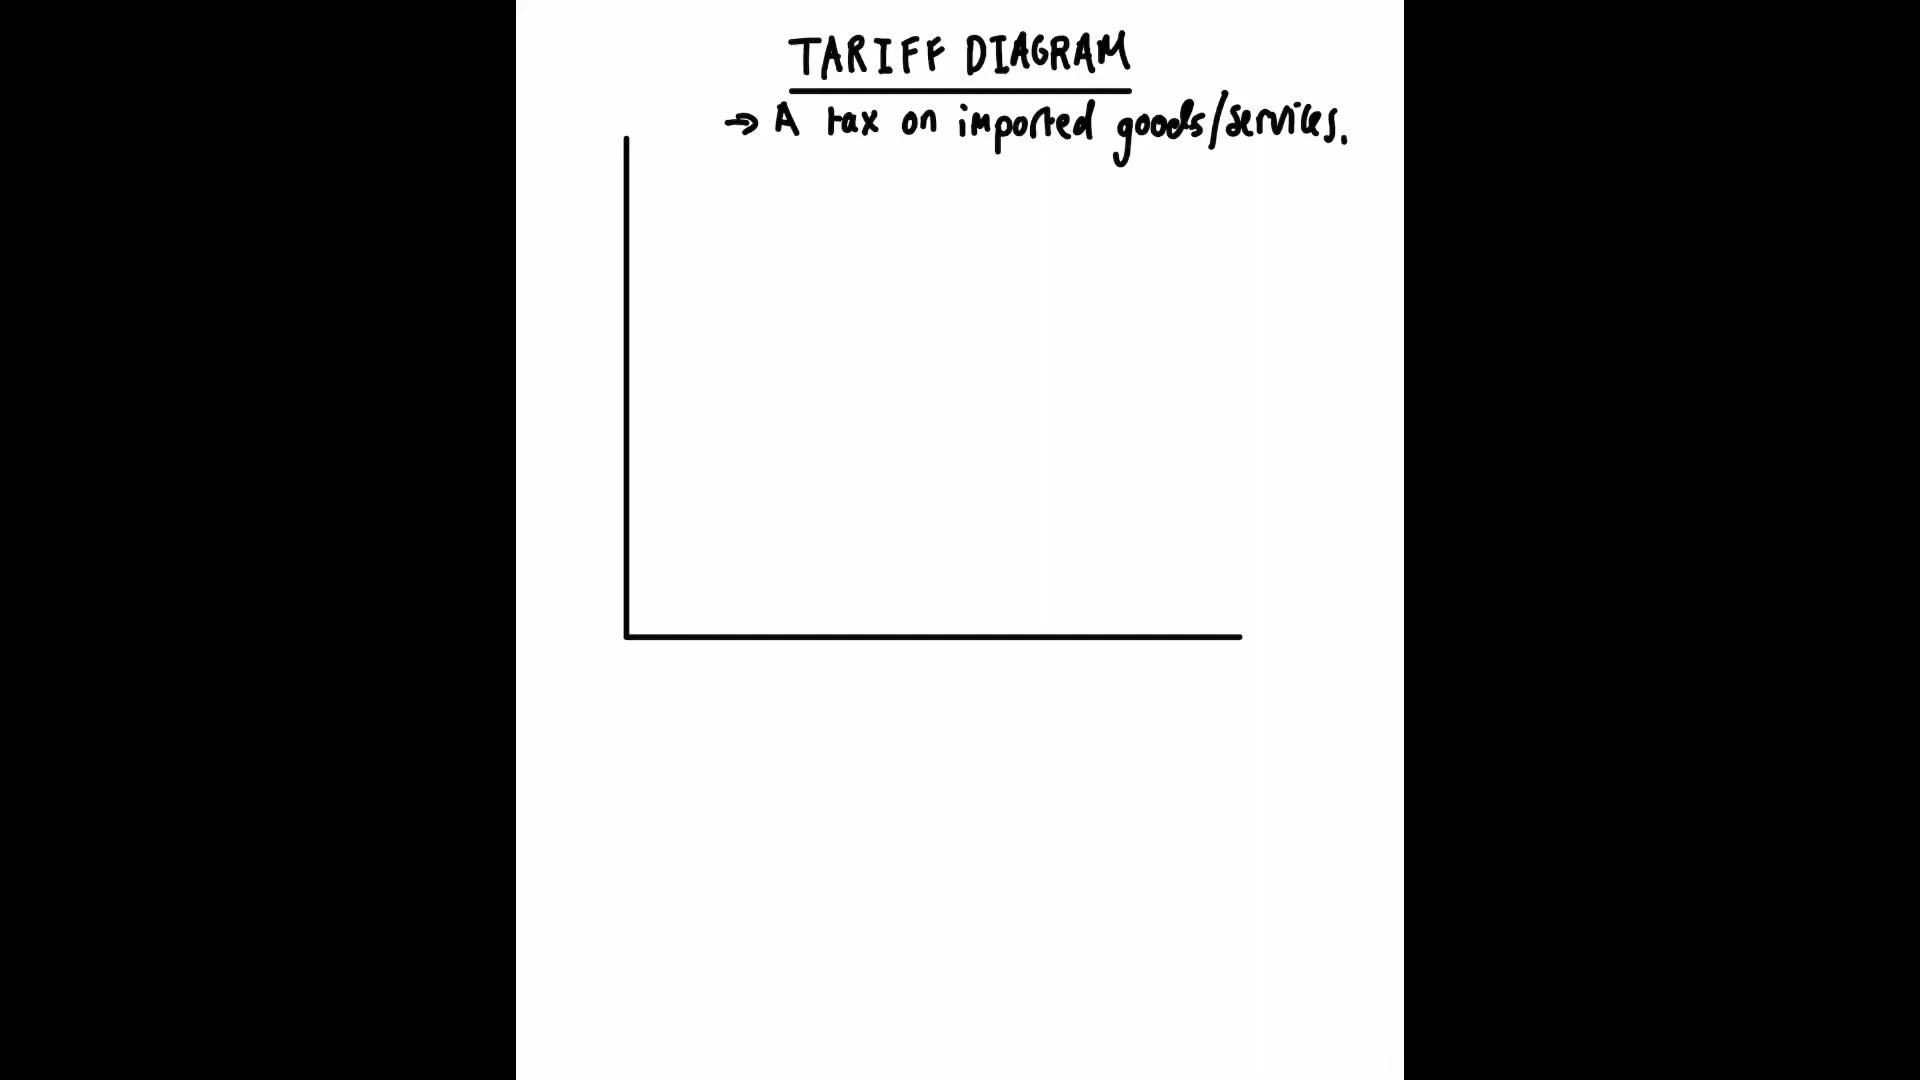 TARIFF DIAGRAM
→ A tax on imported goods/services.